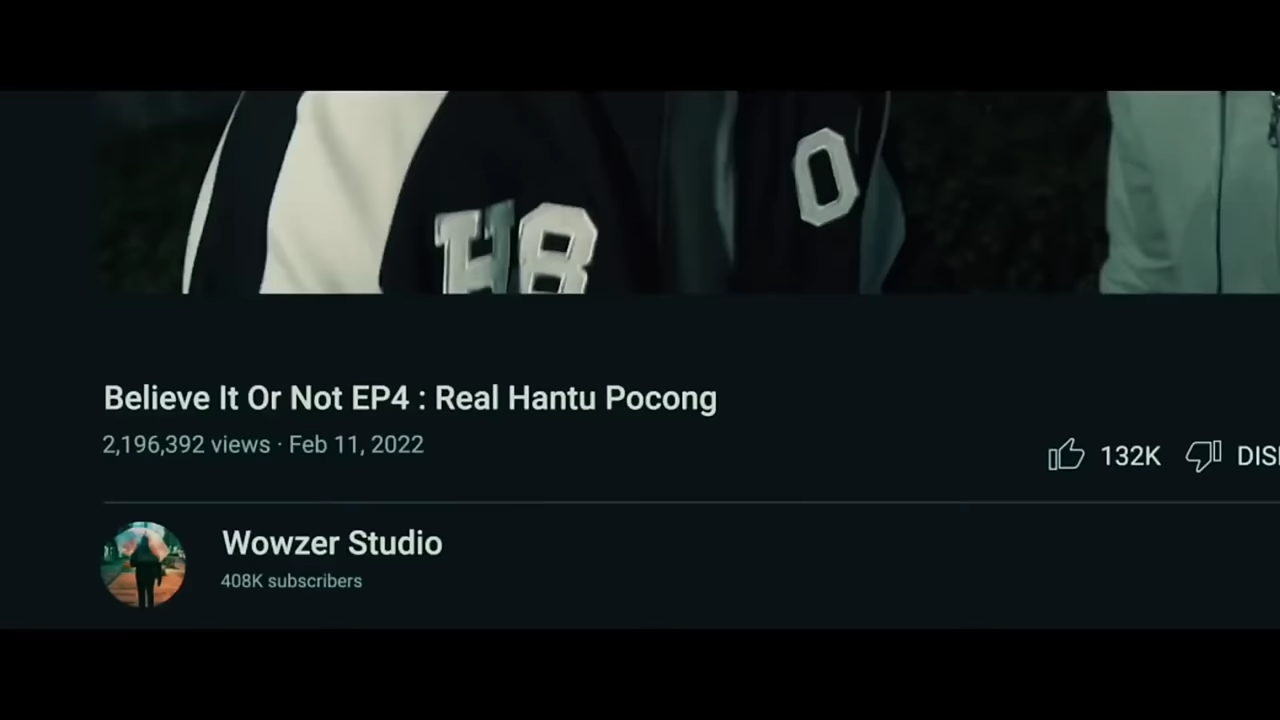 H8
O
Believe It Or Not EP4 : Real Hantu Pocong
2,196,392 views · Feb 11, 2022
132K
Wowzer Studio
408K subscribers